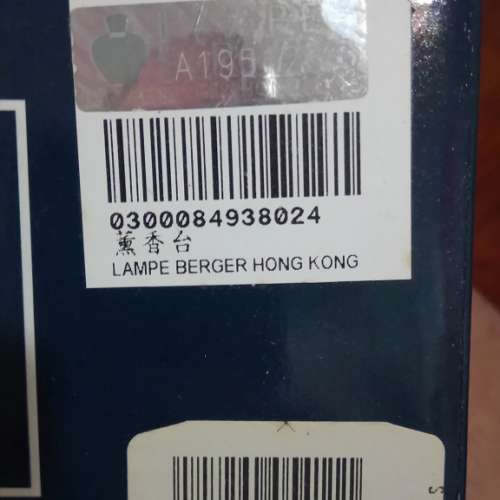 A195
0300084938024
薰香台
LAMPE BERGER HONG KONG